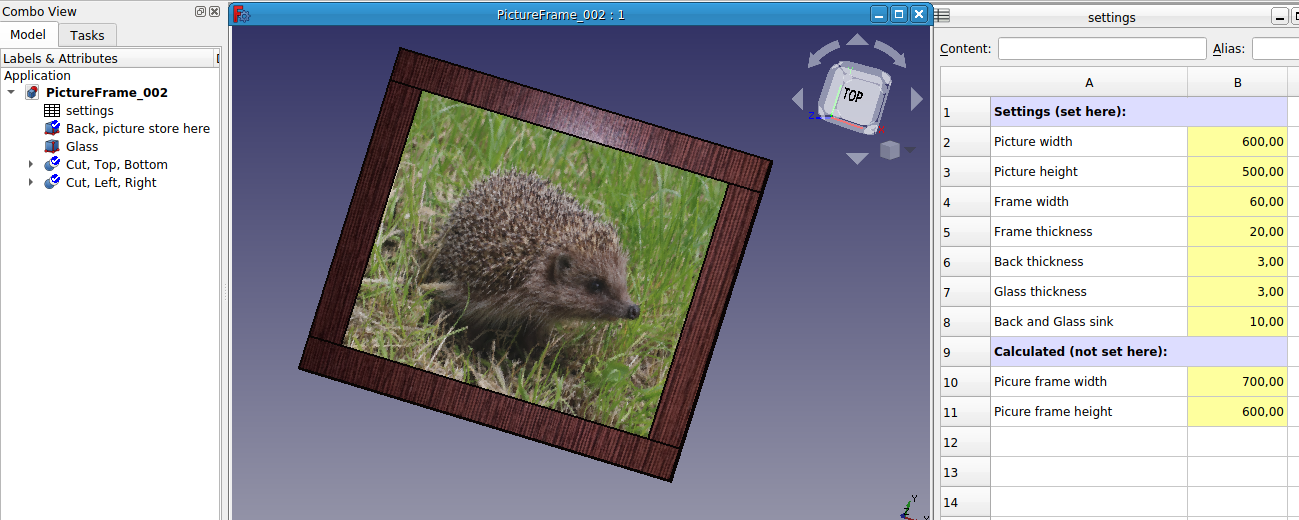 Combo View
Model Tasks
Labels & Attributes
Application
PictureFrame_002
settings
Back, picture store here
Glass
Cut, Top, Bottom
Cut, Left, Right
PictureFrame_002 : 1
TOP
Z
Y
Z
settings
Content: Alias:
A B
1 Settings (set here):
2 Picture width 600,00
3 Picture height 500,00
4 Frame width 60,00
5 Frame thickness 20,00
6 Back thickness 3,00
7 Glass thickness 3,00
8 Back and Glass sink 10,00
9 Calculated (not set here):
10 Picure frame width 700,00
11 Picure frame height 600,00
12
13
14